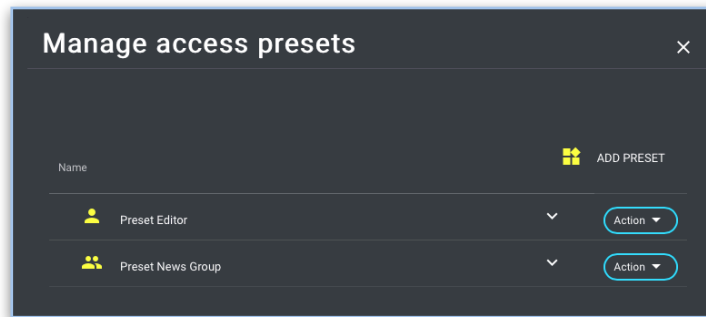 Manage access presets
Name
ADD PRESET
Preset Editor
Action
Preset News Group
Action